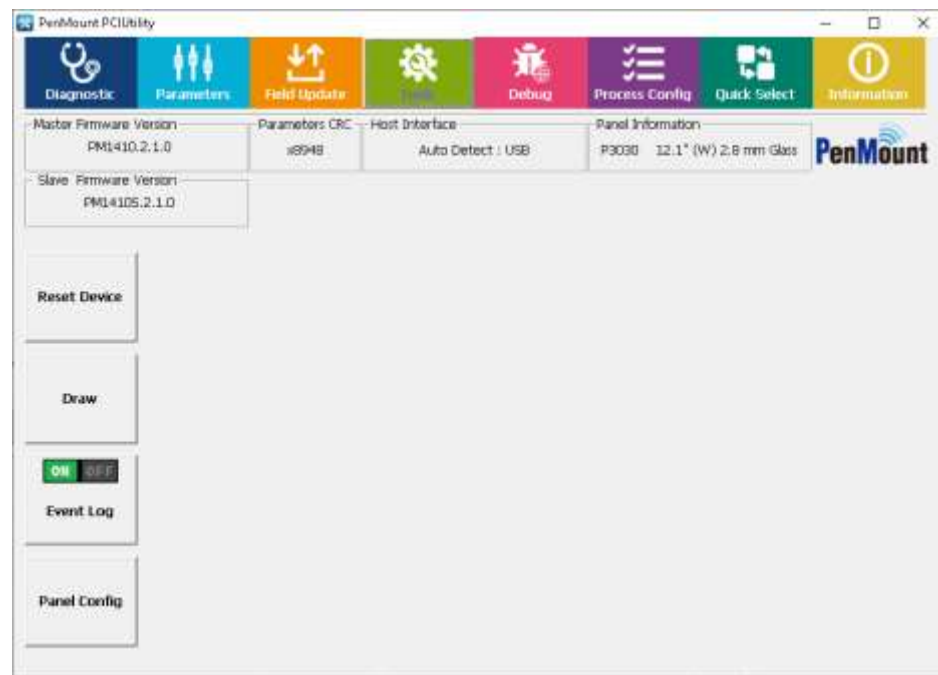 PenMount PCIUtility
Diagnostic
Parameters
Field Update
Tools
Debug
Process Config
Quick Select
Information
Master Firmware Version
PM1410.2.1.0
Parameters CRC
x8948
Host Interface
Auto Detect : USB
Panel Information
P3030 12.1" (W) 2.8 mm Glass
PenMount
Slave Firmware Version
PM14105.2.1.0
Reset Device
Draw
ON OFF
Event Log
Panel Config